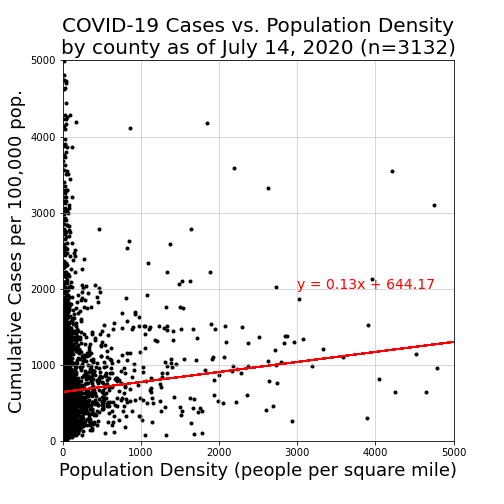 COVID-19 Cases vs. Population Density
by county as of July 14, 2020 (n=3132)
Cumulative Cases per 100,000 pop.
5000
4000
3000
2000
1000
0
y = 0.13x + 644.17
0 1000 2000 3000 4000 5000
Population Density (people per square mile)